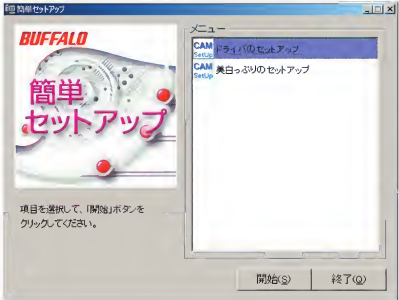 簡単セットアップ
BUFFALO
簡単
セットアップ
項目を選択して、「開始」ボタンを
クリックしてください。
メニュー
CAM
SetUp
ドライバのセットアップ
CAM
SetUp
美白っぷりのセットアップ
開始(S)
終了(Q)